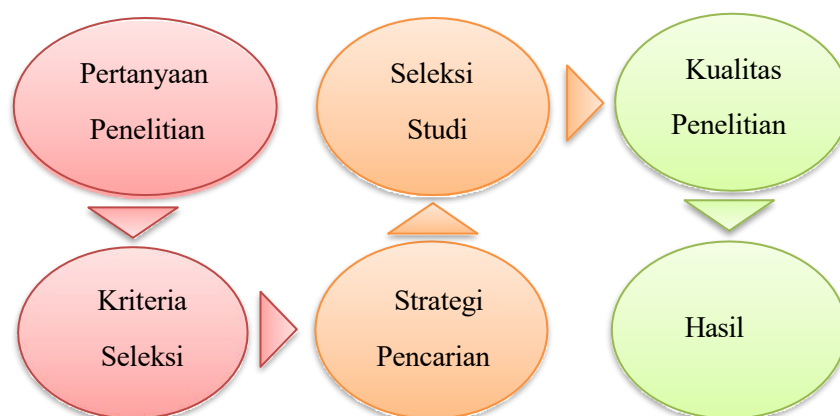 Pertanyaan
Penelitian
Kriteria
Seleksi
Strategi
Pencarian
Seleksi
Studi
Kualitas
Penelitian
Hasil